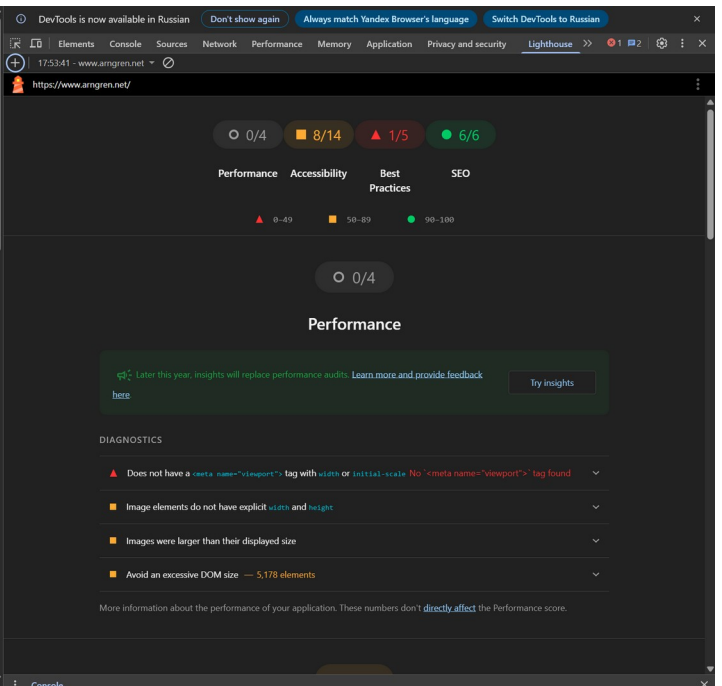 DevTools is now available in Russian Don't show again Always match Yandex Browser's language Switch DevTools to Russian
Elements Console Sources Network Performance Memory Application Privacy and security Lighthouse 1 2
17:53:41 - www.arngren.net
https://www.arngren.net/
0/4 8/14 1/5 6/6
Performance Accessibility Best Practices SEO
0–49 50–89 90–100
0/4
Performance
Later this year, insights will replace performance audits. Learn more and provide feedback
here.
Try insights
DIAGNOSTICS
Does not have a <meta name="viewport"> tag with width or initial-scale No `<meta name="viewport">` tag found
Image elements do not have explicit width and height
Images were larger than their displayed size
Avoid an excessive DOM size — 5,178 elements
More information about the performance of your application. These numbers don't directly affect the Performance score.
Console